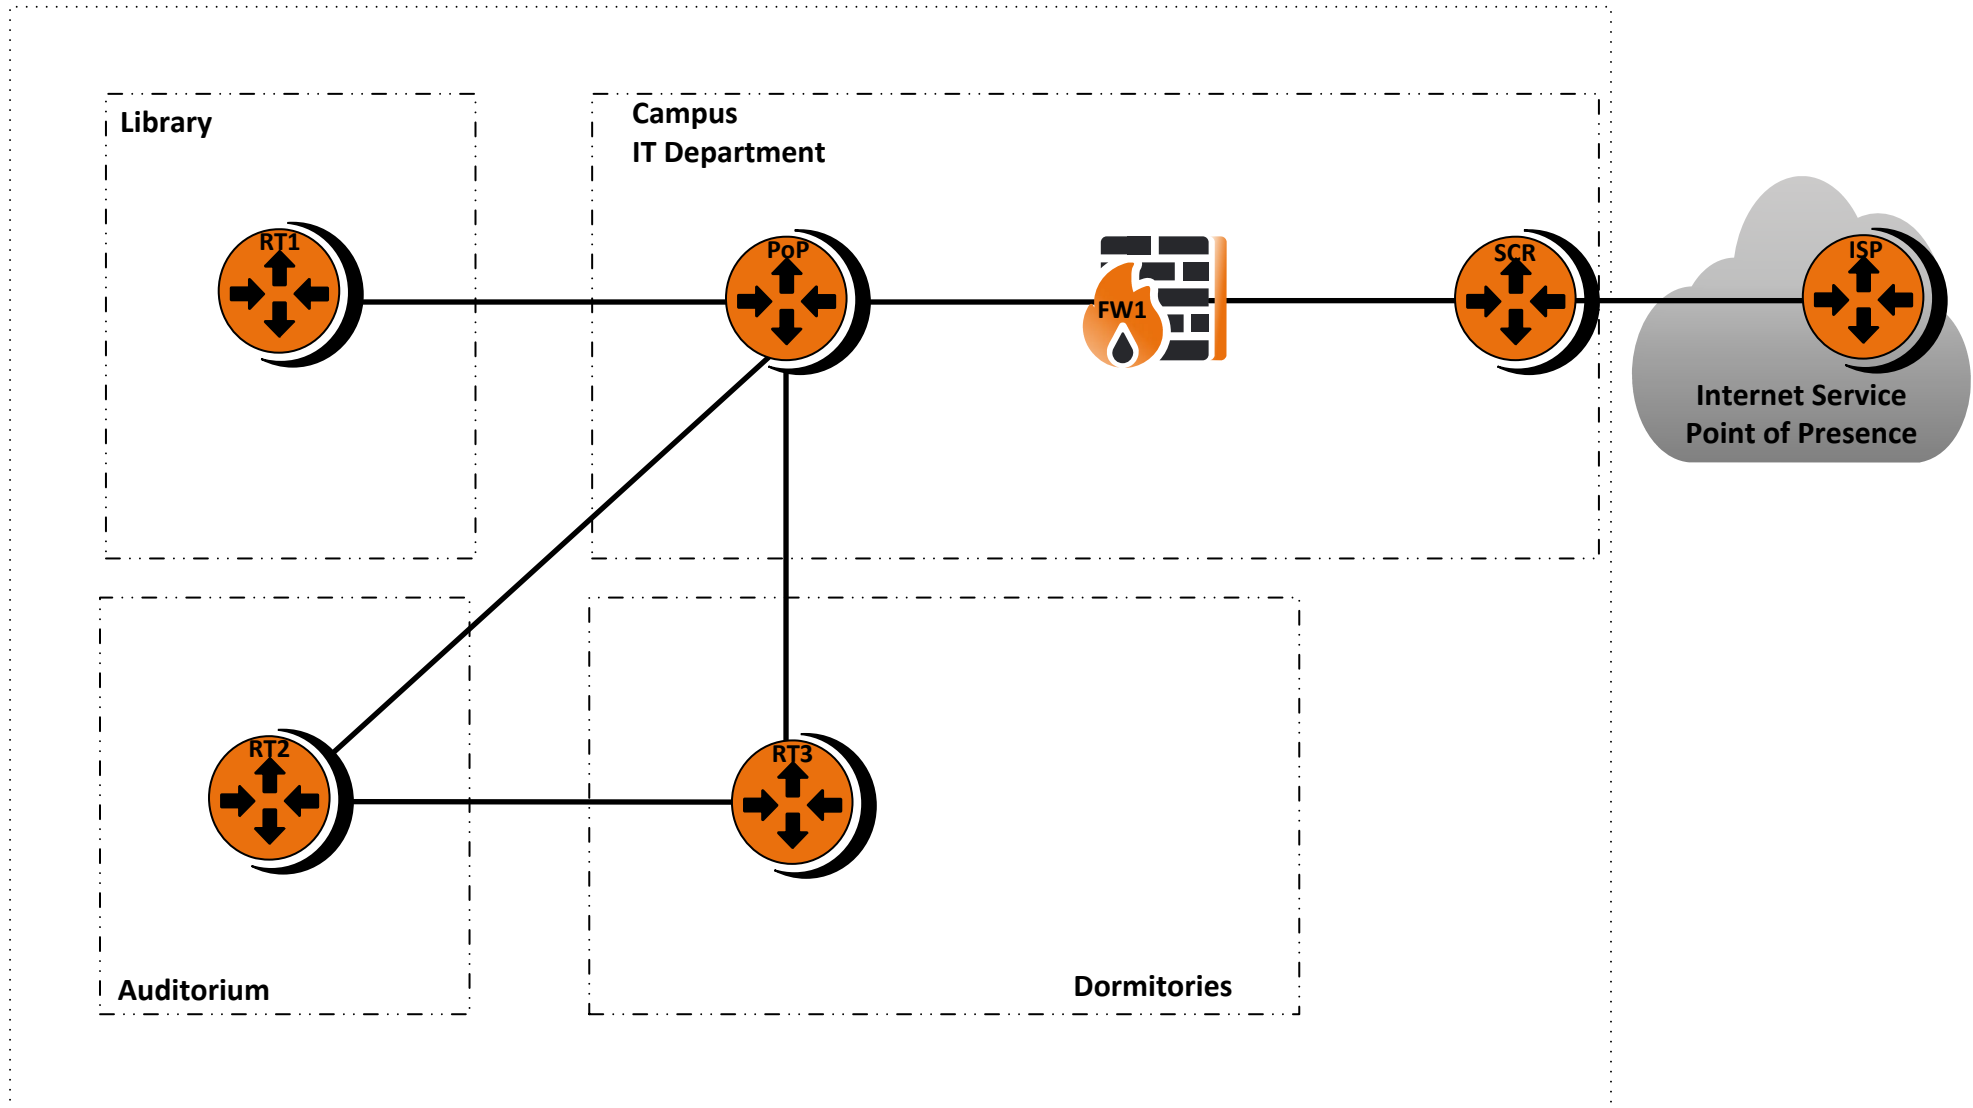 Library
Campus
IT Department
RT1
PoP
FW1
SCR
ISP
Internet Service
Point of Presence
RT2
RT3
Auditorium
Dormitories